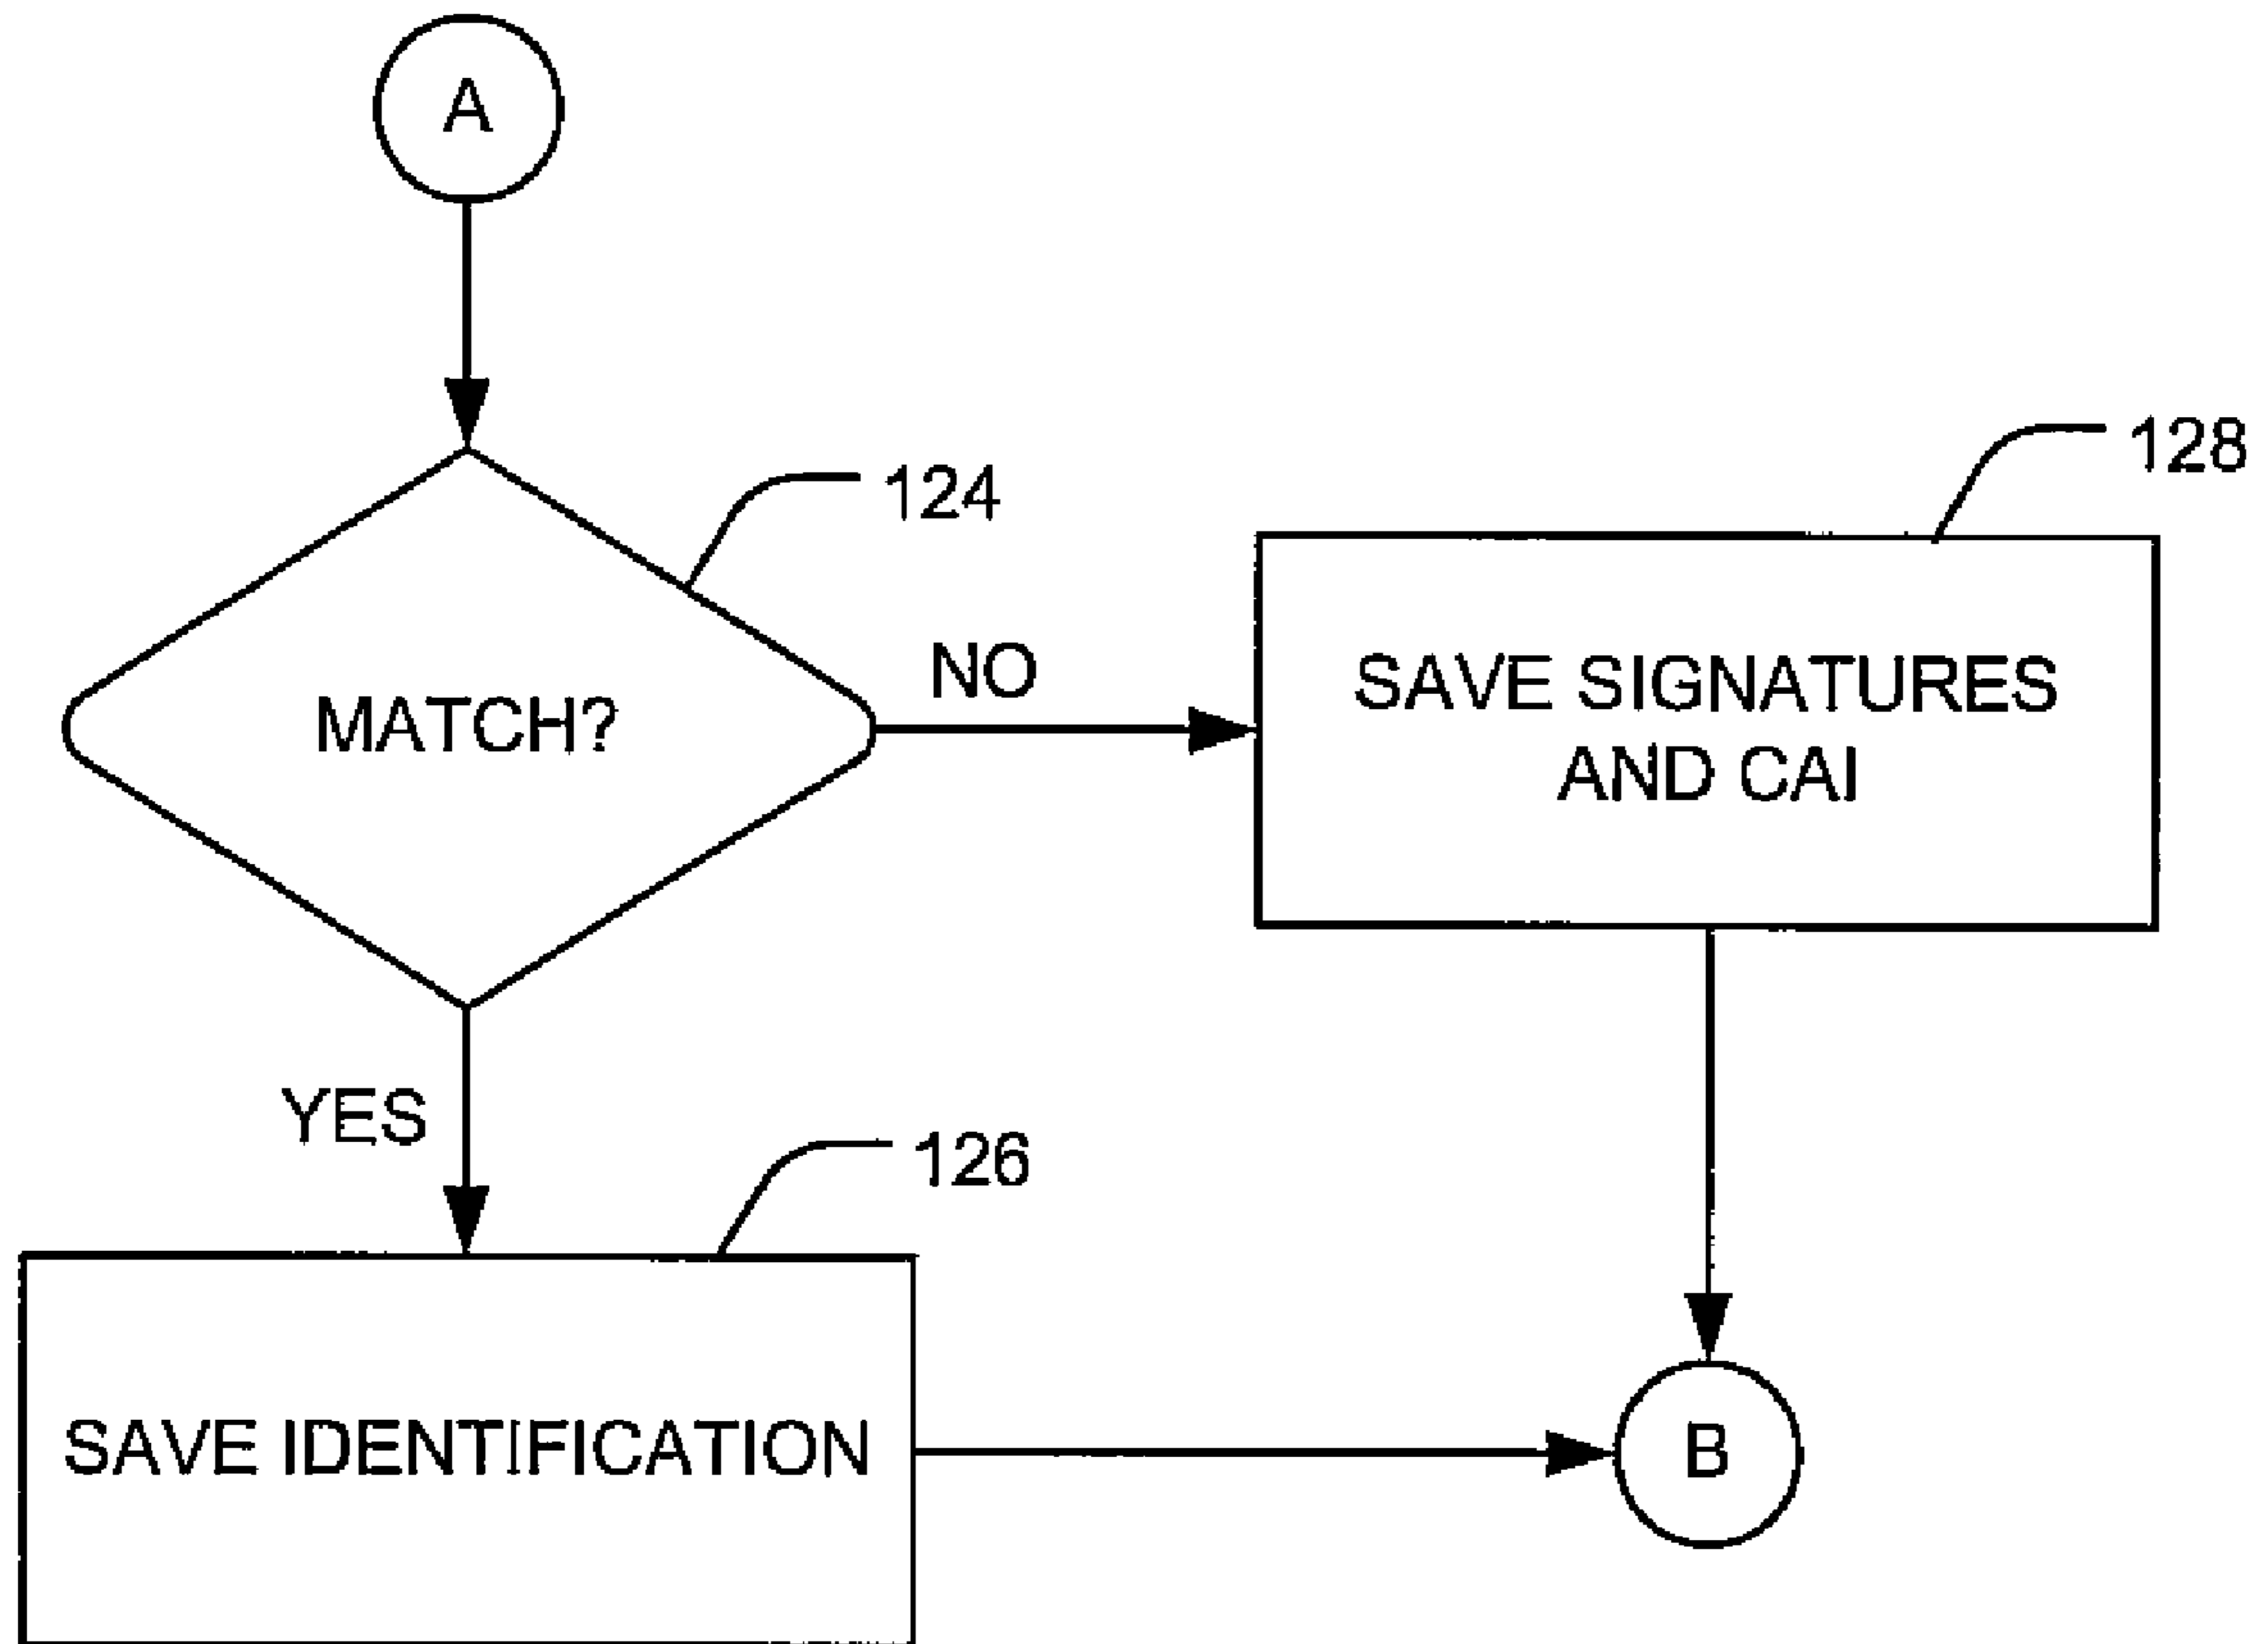 A
124
MATCH?
NO
128
SAVE SIGNATURES
AND CAI
YES
126
SAVE IDENTIFICATION
B